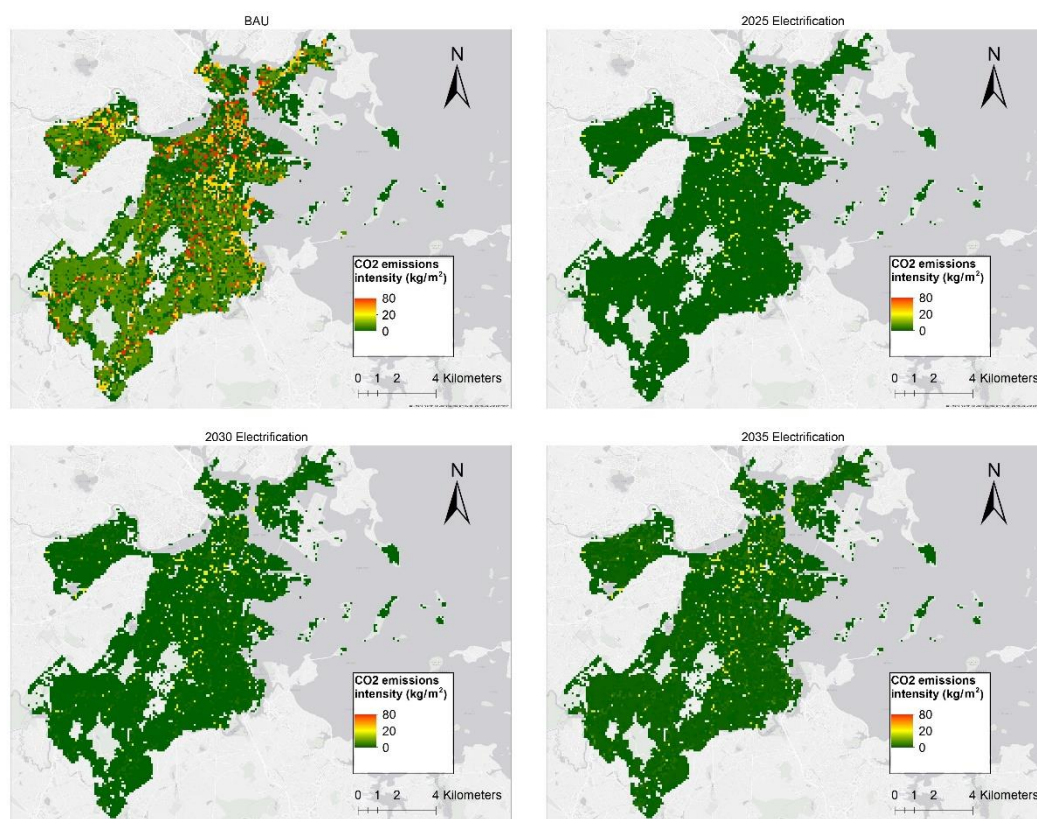 BAU
N
CO2 emissions
intensity (kg/m²)
80
20
0
0 1 2 4 Kilometers
2025 Electrification
N
CO2 emissions
intensity (kg/m²)
80
20
0
0 1 2 4 Kilometers
2030 Electrification
N
CO2 emissions
intensity (kg/m²)
80
20
0
0 1 2 4 Kilometers
2035 Electrification
N
CO2 emissions
intensity (kg/m²)
80
20
0
0 1 2 4 Kilometers